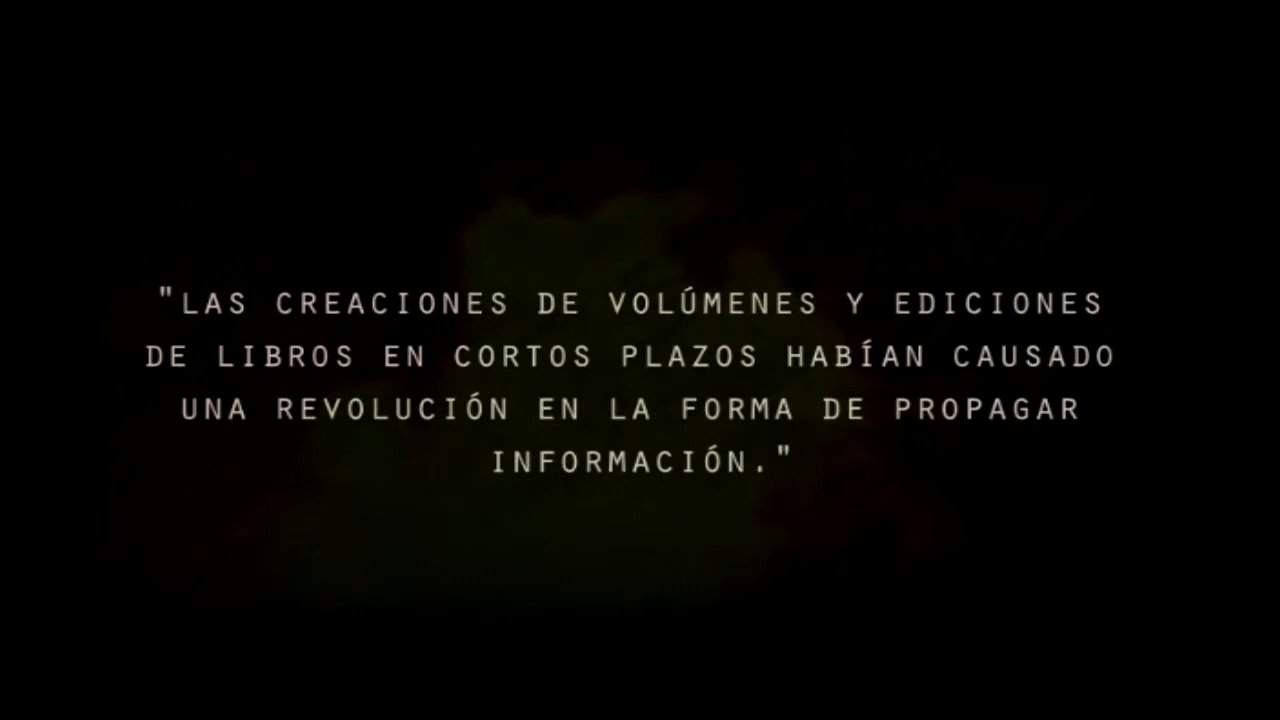 "LAS CREACIONES DE VOLÚMENES Y EDICIONES
DE LIBROS EN CORTOS PLAZOS HABÍAN CAUSADO
UNA REVOLUCIÓN EN LA FORMA DE PROPAGAR
INFORMACIÓN."